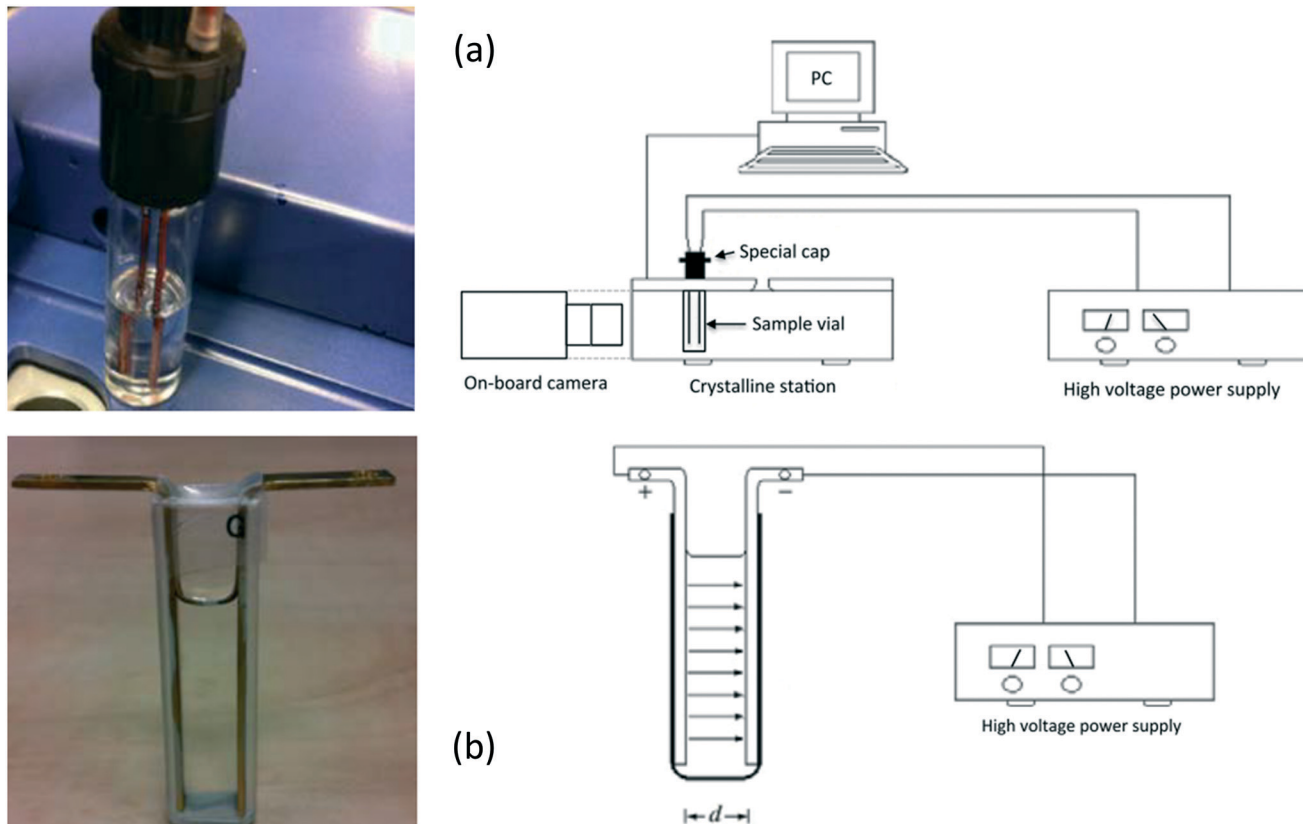 (a)
PC
Special cap
Sample vial
On-board camera
Crystalline station
High voltage power supply
G
+
−
High voltage power supply
(b)
d